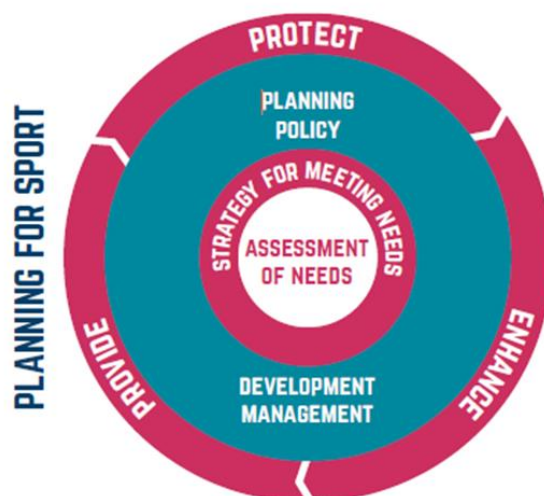 PLANNING FOR SPORT
PROTECT
PLANNING
POLICY
STRATEGY FOR MEETING NEEDS
ASSESSMENT
OF NEEDS
DEVELOPMENT
MANAGEMENT
PROVIDE
ENHANCE